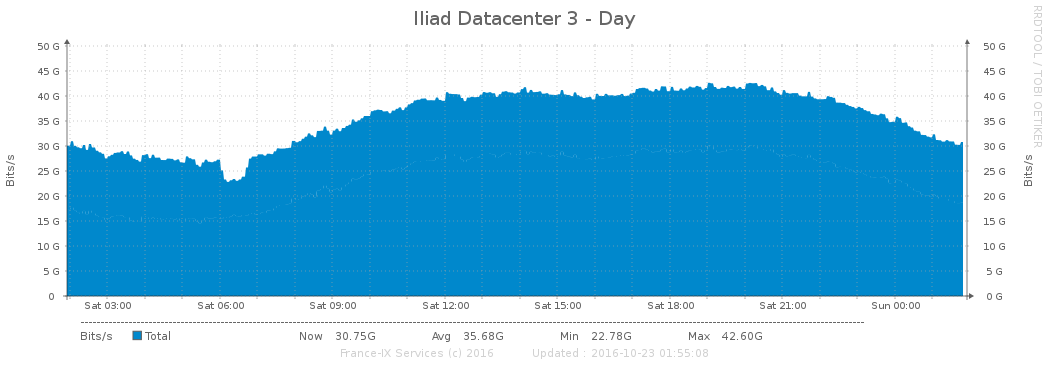 Iliad Datacenter 3 - Day
RRDTOOL / TOBI OETIKER
50 G 50 G
45 G 45 G
40 G 40 G
35 G 35 G
30 G 30 G
25 G 25 G
20 G 20 G
15 G 15 G
10 G 10 G
5 G 5 G
0 0 G
Bits/s Bits/s
Sat 03:00 Sat 06:00 Sat 09:00 Sat 12:00 Sat 15:00 Sat 18:00 Sat 21:00 Sun 00:00
Bits/s Total Now 30.75G Avg 35.68G Min 22.78G Max 42.60G
France-IX Services (c) 2016 Updated : 2016-10-23 01:55:08